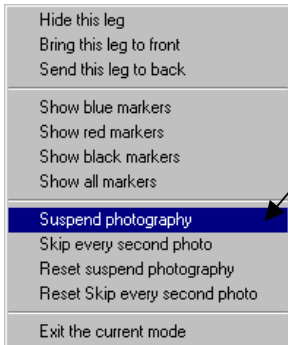 Hide this leg
Bring this leg to front
Send this leg to back
Show blue markers
Show red markers
Show black markers
Show all markers
Suspend photography
Skip every second photo
Reset suspend photography
Reset Skip every second photo
Exit the current mode